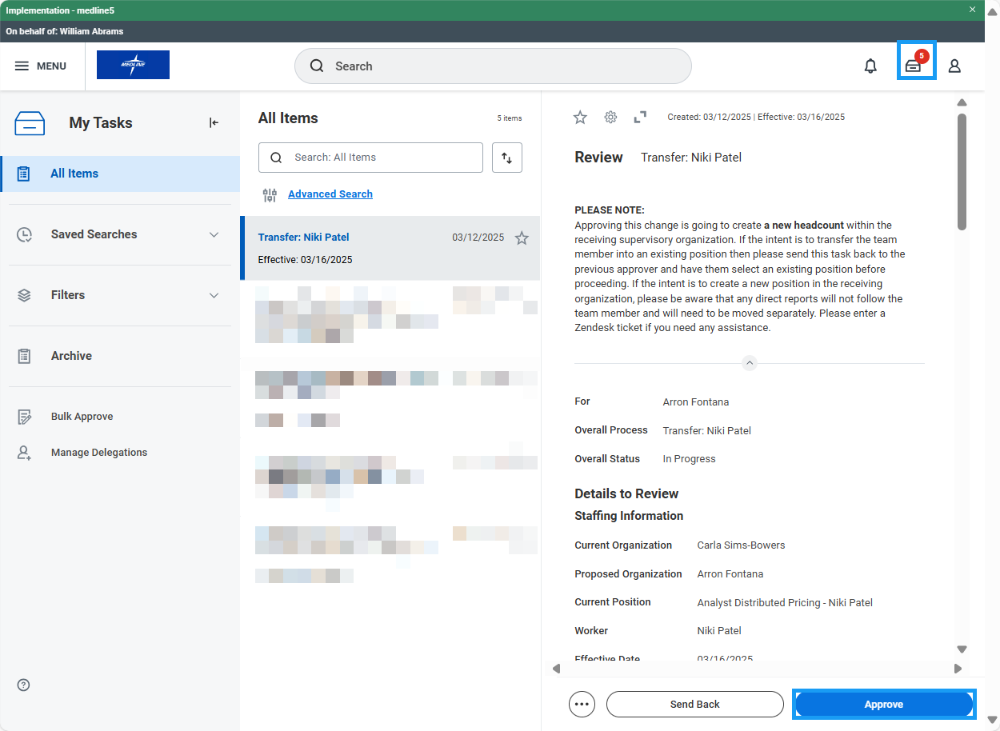 Implementation - medline5
On behalf of: William Abrams
MENU
MEDLINE
Search
5
My Tasks
All Items
Saved Searches
Filters
Archive
Bulk Approve
Manage Delegations
All Items
5 items
Search: All Items
Advanced Search
Transfer: Niki Patel
03/12/2025
Effective: 03/16/2025
Created: 03/12/2025 | Effective: 03/16/2025
Review Transfer: Niki Patel
PLEASE NOTE:
Approving this change is going to create a new headcount within the
receiving supervisory organization. If the intent is to transfer the team
member into an existing position then please send this task back to the
previous approver and have them select an existing position before
proceeding. If the intent is to create a new position in the receiving
organization, please be aware that any direct reports will not follow the
team member and will need to be moved separately. Please enter a
Zendesk ticket if you need any assistance.
For Arron Fontana
Overall Process Transfer: Niki Patel
Overall Status In Progress
Details to Review
Staffing Information
Current Organization Carla Sims-Bowers
Proposed Organization Arron Fontana
Current Position Analyst Distributed Pricing - Niki Patel
Worker Niki Patel
Effective Date 03/16/2025
Send Back
Approve